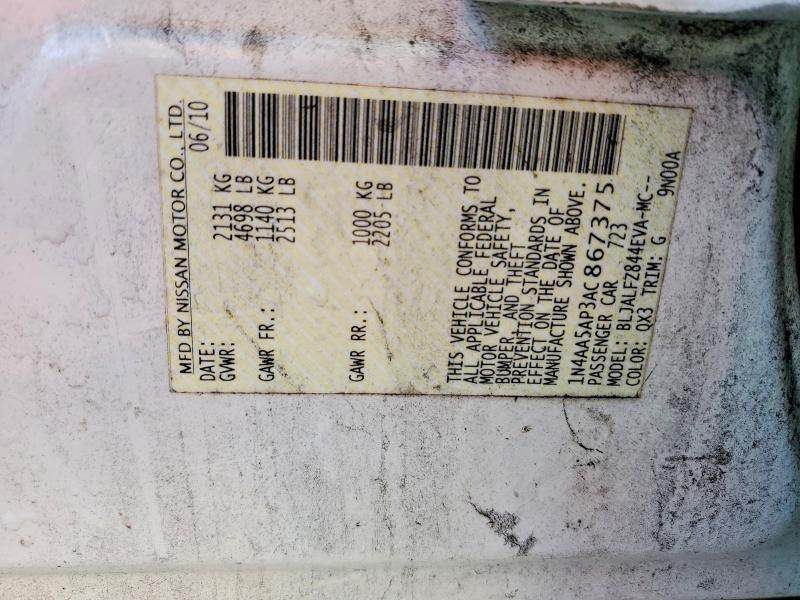 MFD BY NISSAN MOTOR CO., LTD.
DATE: 06/10
GVWR: 2131 KG
4698 LB
GAWR FR.: 1140 KG
2513 LB
GAWR RR.: 1000 KG
2205 LB
THIS VEHICLE CONFORMS TO
ALL APPLICABLE FEDERAL
MOTOR VEHICLE SAFETY,
BUMPER, AND THEFT
PREVENTION STANDARDS IN
EFFECT ON THE DATE OF
MANUFACTURE SHOWN ABOVE.
1N4AA5AP3AC867375
PASSENGER CAR 723
MODEL: BLJALFZ844EVA-MC--
COLOR: QX3 TRIM: G 9N00A